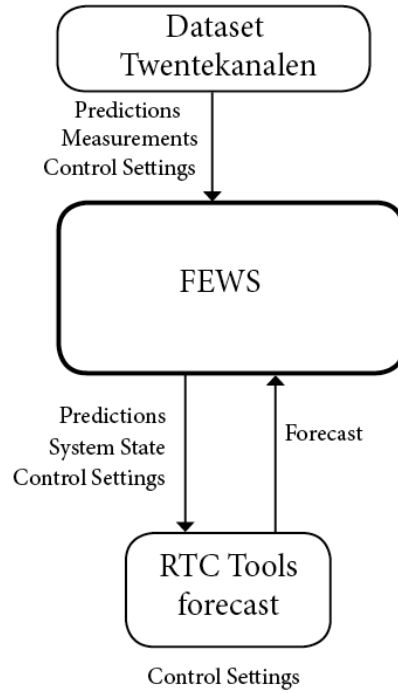 Dataset
Twentekanalen
Predictions
Measurements
Control Settings
FEWS
Predictions
System State
Control Settings
Forecast
RTC Tools
forecast
Control Settings